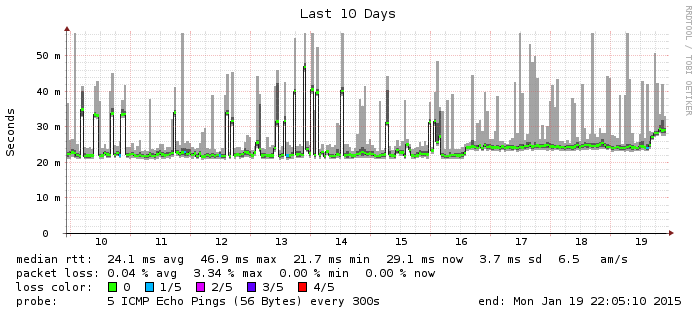 Last 10 Days
RRDTOOL / TOBI OETIKER
Seconds
50 m
40 m
30 m
20 m
10 m
0
10 11 12 13 14 15 16 17 18 19
median rtt: 24.1 ms avg 46.9 ms max 21.7 ms min 29.1 ms now 3.7 ms sd 6.5 am/s
packet loss: 0.04 % avg 3.34 % max 0.00 % min 0.00 % now
loss color: 0 1/5 2/5 3/5 4/5
probe: 5 ICMP Echo Pings (56 Bytes) every 300s end: Mon Jan 19 22:05:10 2015